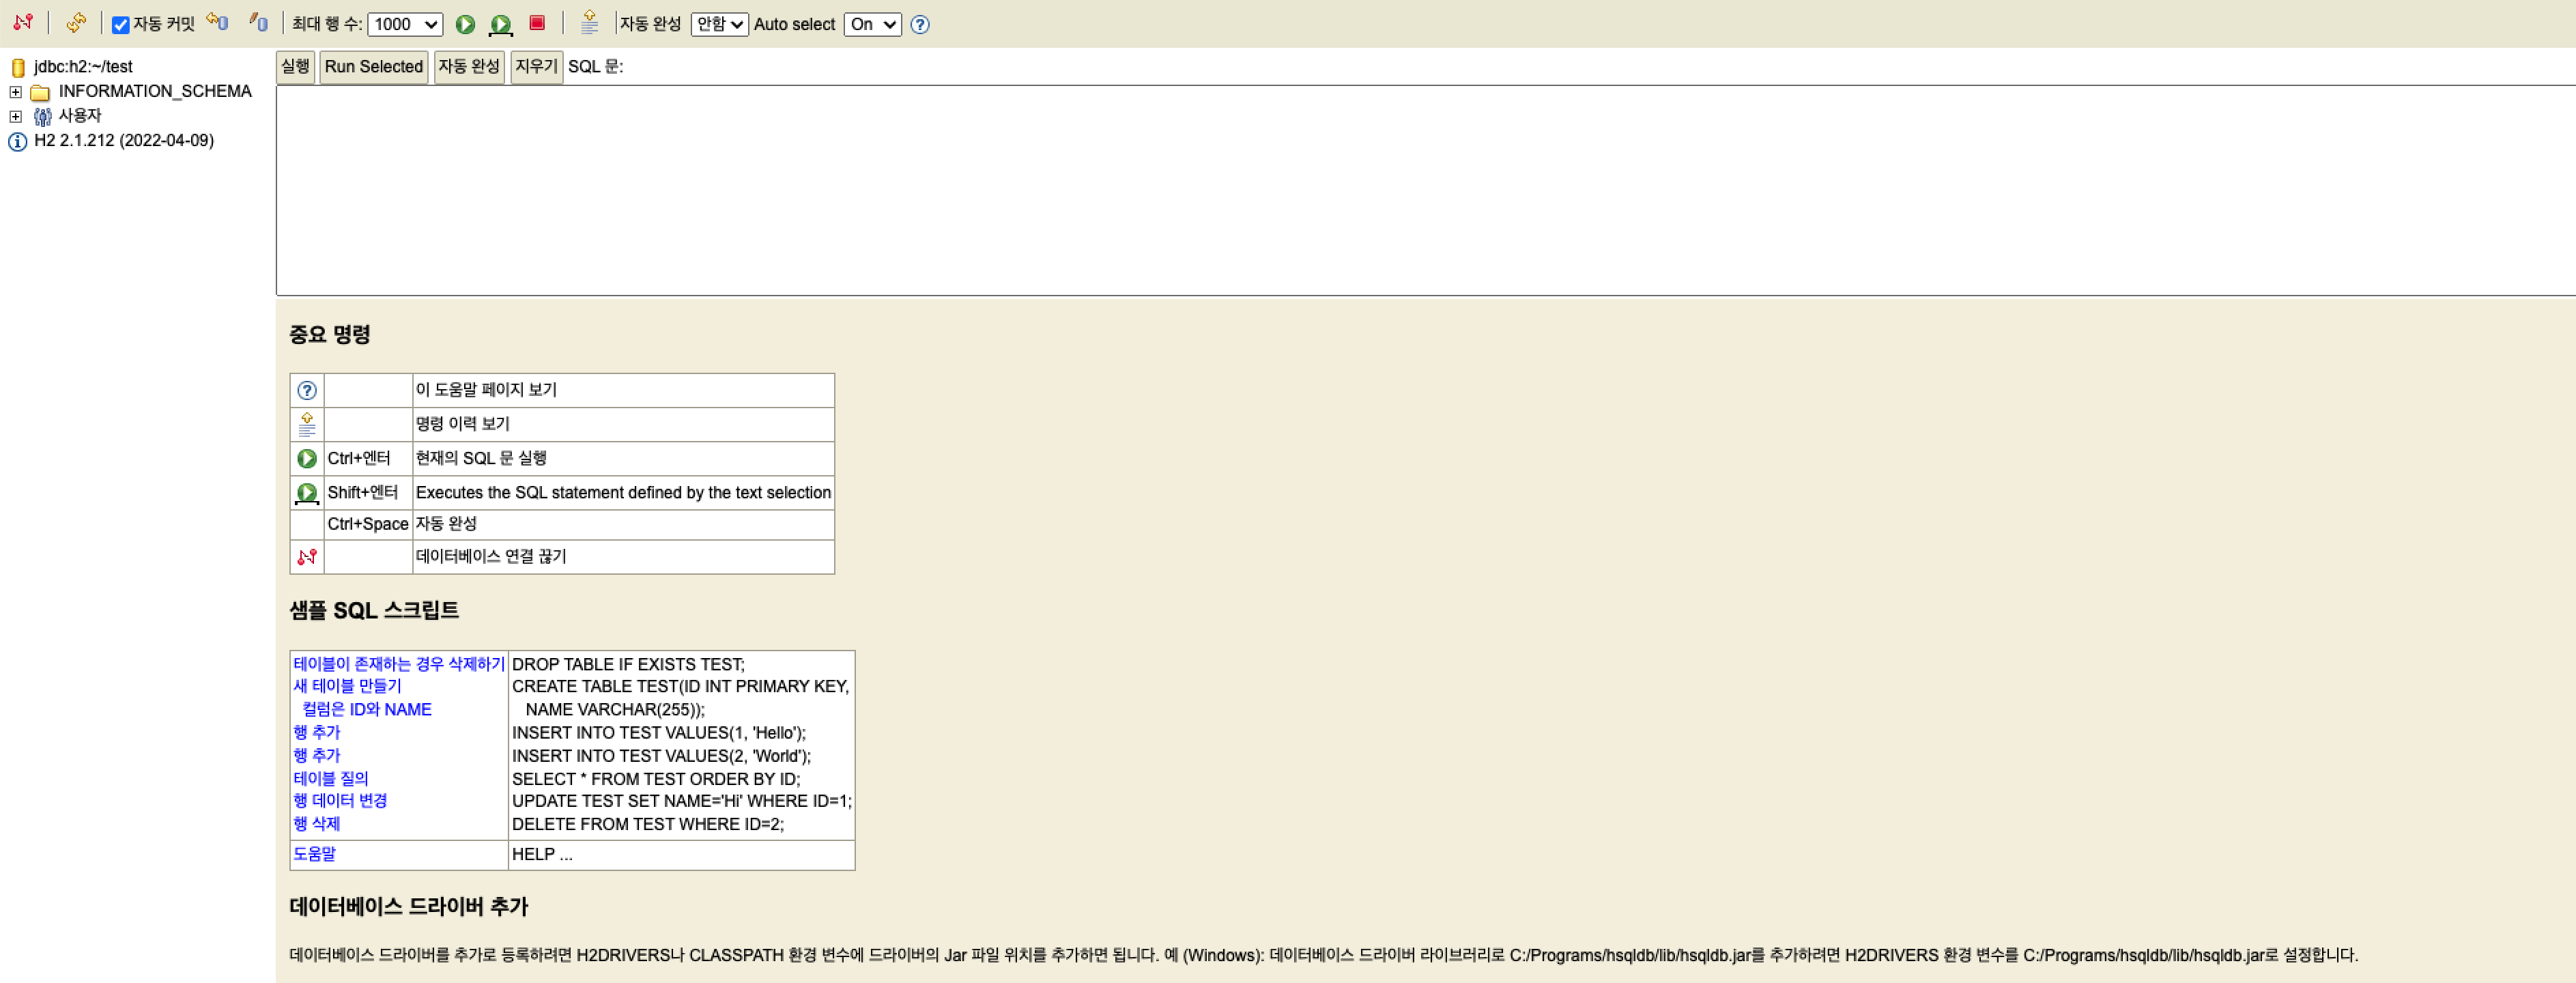 자동 커밋 최대 행 수: 1000 자동 완성 안함 Auto select On
jdbc:h2:~/test
INFORMATION_SCHEMA
사용자
H2 2.1.212 (2022-04-09)
실행 Run Selected 자동 완성 지우기 SQL 문:
중요 명령
이 도움말 페이지 보기
명령 이력 보기
Ctrl+엔터 현재의 SQL 문 실행
Shift+엔터 Executes the SQL statement defined by the text selection
Ctrl+Space 자동 완성
데이터베이스 연결 끊기
샘플 SQL 스크립트
테이블이 존재하는 경우 삭제하기 DROP TABLE IF EXISTS TEST;
새 테이블 만들기 CREATE TABLE TEST(ID INT PRIMARY KEY,
컬럼은 ID와 NAME NAME VARCHAR(255));
행 추가 INSERT INTO TEST VALUES(1, 'Hello');
행 추가 INSERT INTO TEST VALUES(2, 'World');
테이블 질의 SELECT * FROM TEST ORDER BY ID;
행 데이터 변경 UPDATE TEST SET NAME='Hi' WHERE ID=1;
행 삭제 DELETE FROM TEST WHERE ID=2;
도움말 HELP ...
데이터베이스 드라이버 추가
데이터베이스 드라이버를 추가로 등록하려면 H2DRIVERS나 CLASSPATH 환경 변수에 드라이버의 Jar 파일 위치를 추가하면 됩니다. 예 (Windows): 데이터베이스 드라이버 라이브러리로 C:/Programs/hsqldb/lib/hsqldb.jar를 추가하려면 H2DRIVERS 환경 변수를 C:/Programs/hsqldb/lib/hsqldb.jar로 설정합니다.